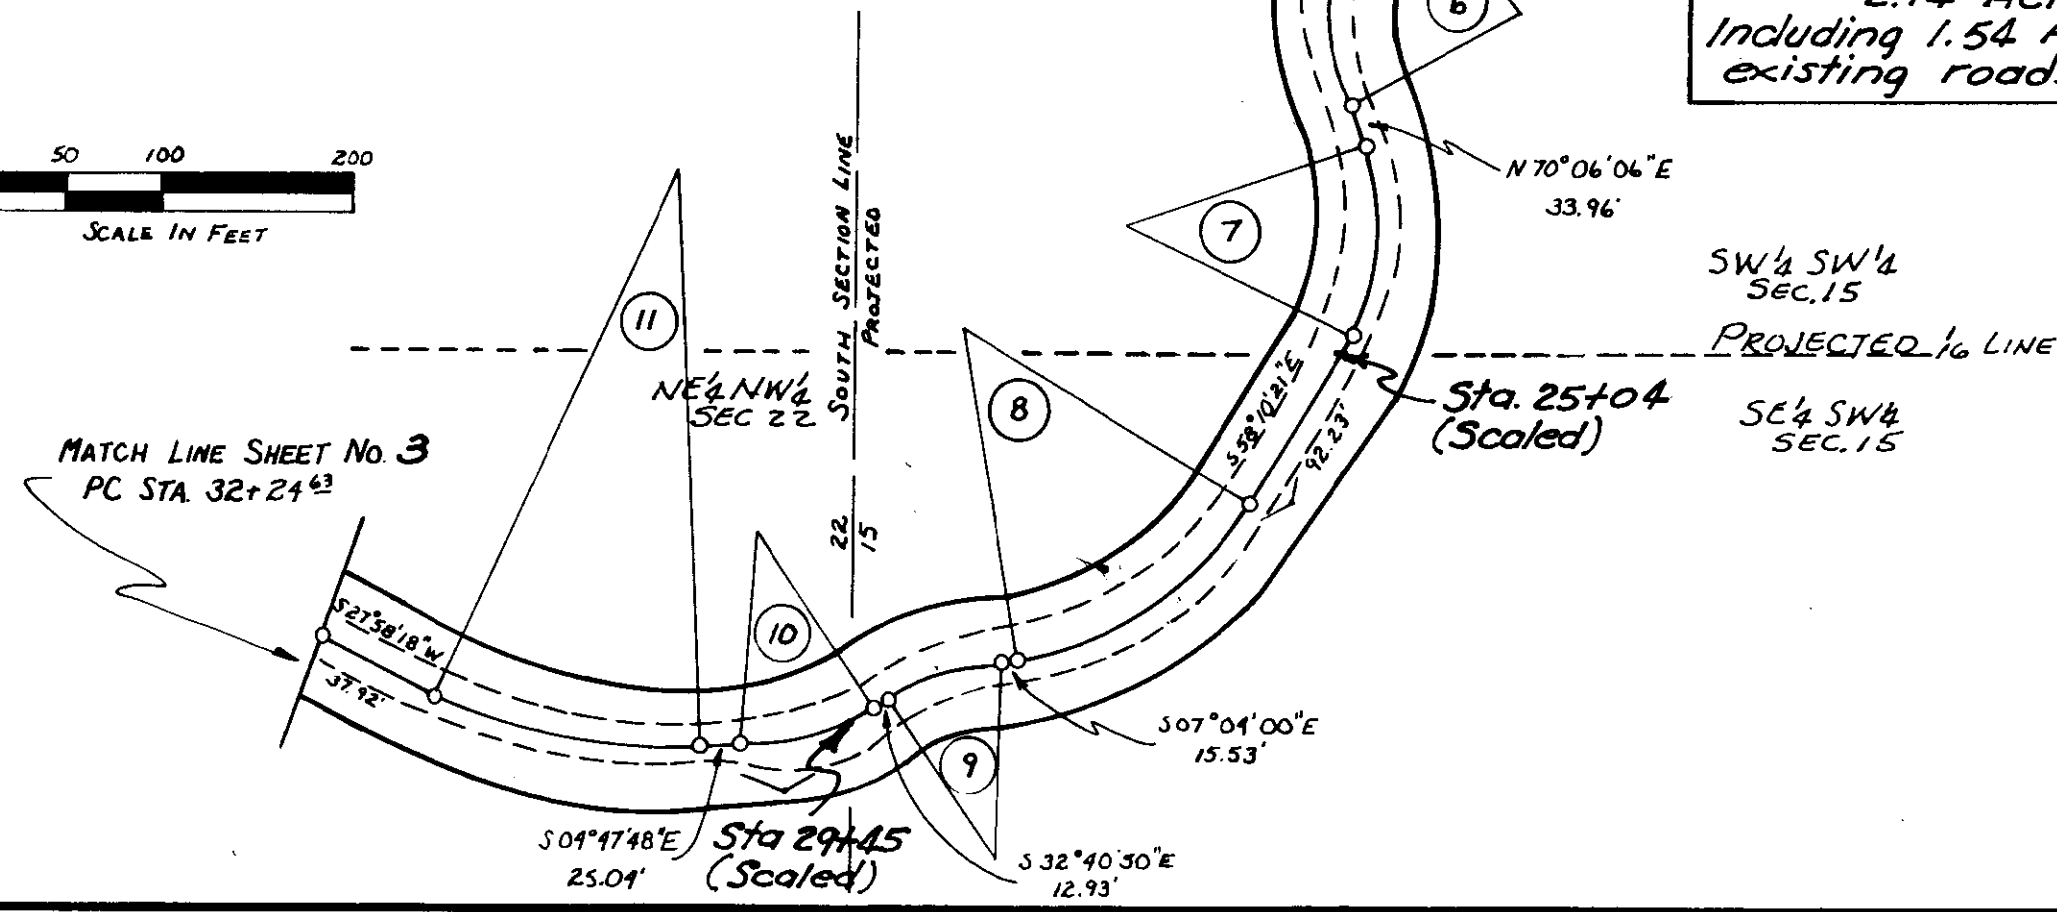 6
Including 1.54
existing road
50 100 200
SCALE IN FEET
SOUTH SECTION LINE
PROJECTED
N 70°06'06"E
33.96'
7
SW¼ SW¼
SEC. 15
11
PROJECTED 1/16 LINE
NE¼ NW¼
SEC 22
8
S 58°10'21"E
92.23'
Sta. 25+04
(Scaled)
SE¼ SW¼
SEC. 15
MATCH LINE SHEET No. 3
PC STA. 32+24 63
22
15
S27°58'18"W
37.92'
10
9
S07°04'00"E
15.53'
S 04°47'48"E
25.04'
Sta 29+45
(Scaled)
S 32°40'50"E
12.93'